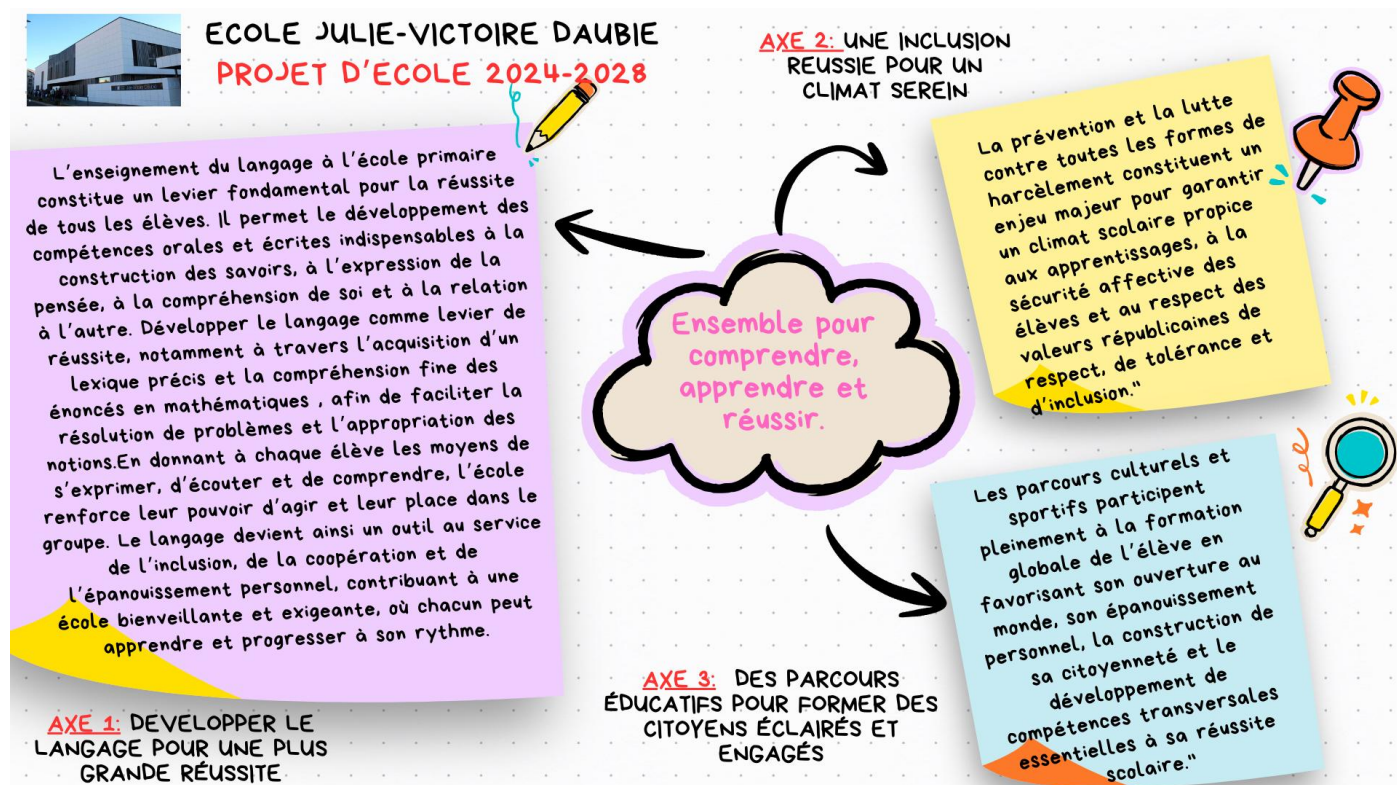 ECOLE JULIE-VICTOIRE DAUBIE
PROJET D'ECOLE 2024-2028
L'enseignement du langage à l'école primaire
constitue un levier fondamental pour la réussite
de tous les élèves. Il permet le développement des
compétences orales et écrites indispensables à la
construction des savoirs, à l'expression de la
pensée, à la compréhension de soi et à la relation
à l'autre. Développer le langage comme levier de
réussite, notamment à travers l'acquisition d'un
lexique précis et la compréhension fine des
énoncés en mathématiques , afin de faciliter la
résolution de problèmes et l'appropriation des
notions.En donnant à chaque élève les moyens de
s'exprimer, d'écouter et de comprendre, l'école
renforce leur pouvoir d'agir et leur place dans le
groupe. Le langage devient ainsi un outil au service
de l'inclusion, de la coopération et de
l'épanouissement personnel, contribuant à une
école bienveillante et exigeante, où chacun peut
apprendre et progresser à son rythme.
AXE 1: DEVELOPPER LE
LANGAGE POUR UNE PLUS
GRANDE RÉUSSITE
Ensemble pour
comprendre,
apprendre et
réussir.
AXE 2: UNE INCLUSION
REUSSIE POUR UN
CLIMAT SEREIN
La prévention et la lutte
contre toutes les formes de
harcèlement constituent un
enjeu majeur pour garantir
un climat scolaire propice
aux apprentissages, à la
sécurité affective des
élèves et au respect des
valeurs républicaines de
respect, de tolérance et
d'inclusion."
AXE 3: DES PARCOURS
ÉDUCATIFS POUR FORMER DES
CITOYENS ÉCLAIRÉS ET
ENGAGÉS
Les parcours culturels et
sportifs participent
pleinement à la formation
globale de l'élève en
favorisant son ouverture au
monde, son épanouissement
personnel, la construction de
sa citoyenneté et le
développement de
compétences transversales
essentielles à sa réussite
scolaire."